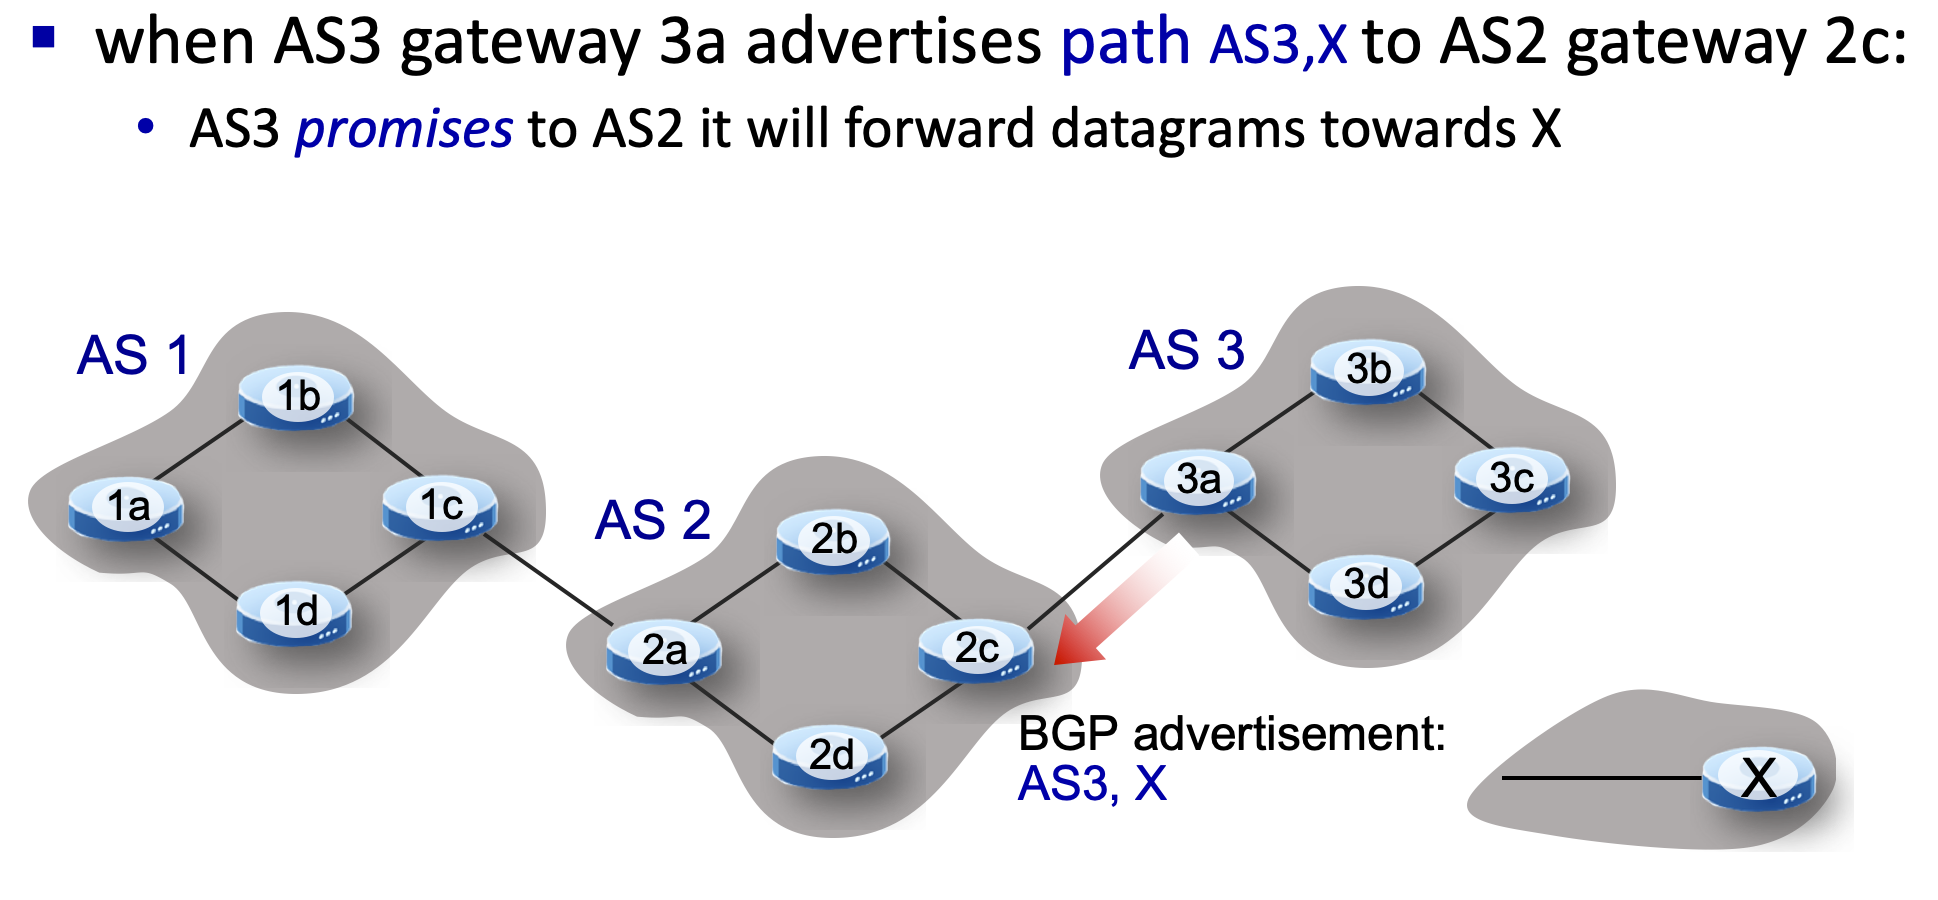 when AS3 gateway 3a advertises path AS3,X to AS2 gateway 2c:
AS3 promises to AS2 it will forward datagrams towards X
AS 1
1b
1a
1c
1d
AS 2
2b
2a
2c
2d
AS 3
3b
3a
3c
3d
BGP advertisement:
AS3, X
X